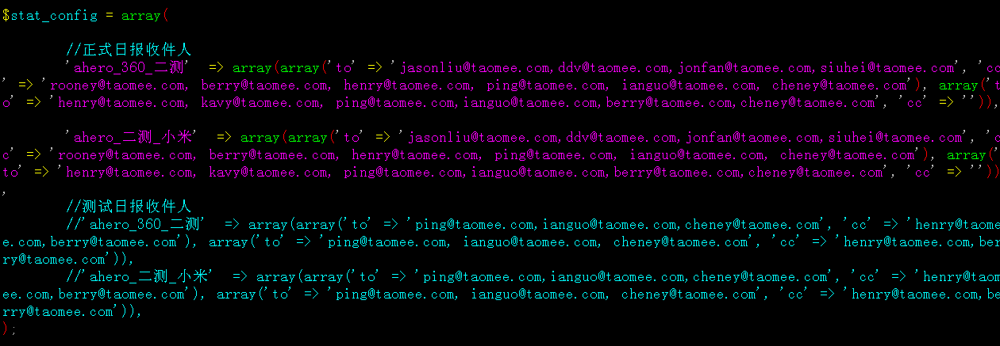 $stat_config = array(
//正式日报收件人
'ahero_360_二测' => array(array('to' => 'jasonliu@taomee.com,ddv@taomee.com,jonfan@taomee.com,siuhei@taomee.com', 'cc
' => 'rooney@taomee.com, berry@taomee.com, henry@taomee.com, ping@taomee.com, ianguo@taomee.com, cheney@taomee.com'), array('t
o' => 'henry@taomee.com, kavy@taomee.com, ping@taomee.com,ianguo@taomee.com,berry@taomee.com,cheney@taomee.com', 'cc' => '')),
'ahero_二测_小米' => array(array('to' => 'jasonliu@taomee.com,ddv@taomee.com,jonfan@taomee.com,siuhei@taomee.com', 'c
c' => 'rooney@taomee.com, berry@taomee.com, henry@taomee.com, ping@taomee.com, ianguo@taomee.com, cheney@taomee.com'), array('
to' => 'henry@taomee.com, kavy@taomee.com, ping@taomee.com,ianguo@taomee.com,berry@taomee.com,cheney@taomee.com', 'cc' => ''))
,
//测试日报收件人
//'ahero_360_二测' => array(array('to' => 'ping@taomee.com,ianguo@taomee.com,cheney@taomee.com', 'cc' => 'henry@taome
e.com,berry@taomee.com'), array('to' => 'ping@taomee.com, ianguo@taomee.com, cheney@taomee.com', 'cc' => 'henry@taomee.com,ber
ry@taomee.com')),
//'ahero_二测_小米' => array(array('to' => 'ping@taomee.com,ianguo@taomee.com,cheney@taomee.com', 'cc' => 'henry@taom
ee.com,berry@taomee.com'), array('to' => 'ping@taomee.com, ianguo@taomee.com, cheney@taomee.com', 'cc' => 'henry@taomee.com,be
rry@taomee.com')),
);